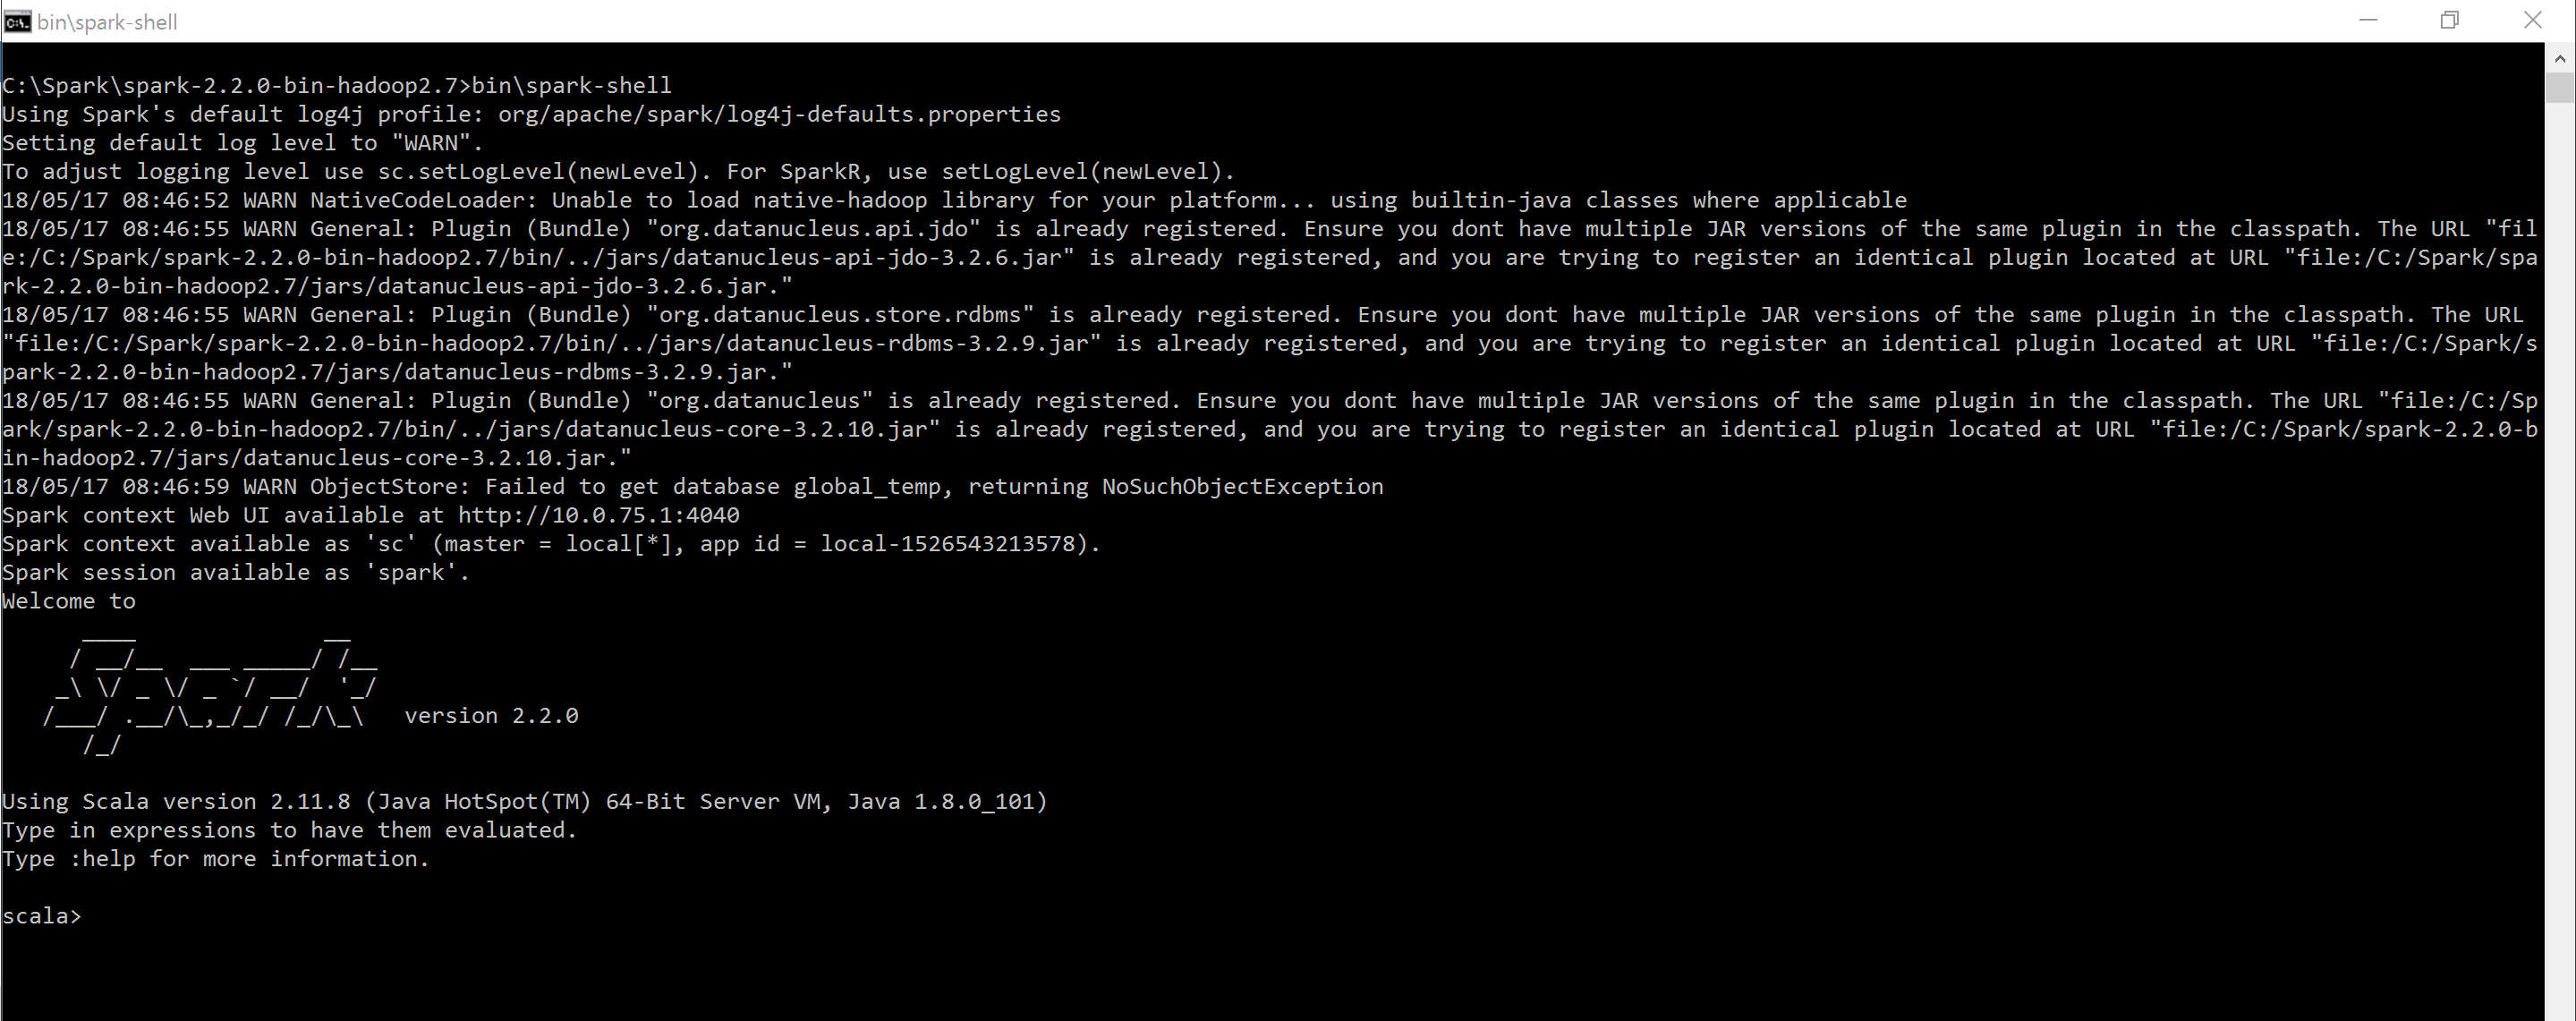 bin\spark-shell
C:\Spark\spark-2.2.0-bin-hadoop2.7>bin\spark-shell
Using Spark's default log4j profile: org/apache/spark/log4j-defaults.properties
Setting default log level to "WARN".
To adjust logging level use sc.setLogLevel(newLevel). For SparkR, use setLogLevel(newLevel).
18/05/17 08:46:52 WARN NativeCodeLoader: Unable to load native-hadoop library for your platform... using builtin-java classes where applicable
18/05/17 08:46:55 WARN General: Plugin (Bundle) "org.datanucleus.api.jdo" is already registered. Ensure you dont have multiple JAR versions of the same plugin in the classpath. The URL "fil
e:/C:/Spark/spark-2.2.0-bin-hadoop2.7/bin/../jars/datanucleus-api-jdo-3.2.6.jar" is already registered, and you are trying to register an identical plugin located at URL "file:/C:/Spark/spa
rk-2.2.0-bin-hadoop2.7/jars/datanucleus-api-jdo-3.2.6.jar."
18/05/17 08:46:55 WARN General: Plugin (Bundle) "org.datanucleus.store.rdbms" is already registered. Ensure you dont have multiple JAR versions of the same plugin in the classpath. The URL
"file:/C:/Spark/spark-2.2.0-bin-hadoop2.7/bin/../jars/datanucleus-rdbms-3.2.9.jar" is already registered, and you are trying to register an identical plugin located at URL "file:/C:/Spark/s
park-2.2.0-bin-hadoop2.7/jars/datanucleus-rdbms-3.2.9.jar."
18/05/17 08:46:55 WARN General: Plugin (Bundle) "org.datanucleus" is already registered. Ensure you dont have multiple JAR versions of the same plugin in the classpath. The URL "file:/C:/Sp
ark/spark-2.2.0-bin-hadoop2.7/bin/../jars/datanucleus-core-3.2.10.jar" is already registered, and you are trying to register an identical plugin located at URL "file:/C:/Spark/spark-2.2.0-b
in-hadoop2.7/jars/datanucleus-core-3.2.10.jar."
18/05/17 08:46:59 WARN ObjectStore: Failed to get database global_temp, returning NoSuchObjectException
Spark context Web UI available at http://10.0.75.1:4040
Spark context available as 'sc' (master = local[*], app id = local-1526543213578).
Spark session available as 'spark'.
Welcome to
      ____              __
     / __/__  ___ _____/ /__
    _\ \/ _ \/ _ `/ __/  '_/
   /___/ .__/\_,_/_/ /_/\_\   version 2.2.0
      /_/
Using Scala version 2.11.8 (Java HotSpot(TM) 64-Bit Server VM, Java 1.8.0_101)
Type in expressions to have them evaluated.
Type :help for more information.
scala>